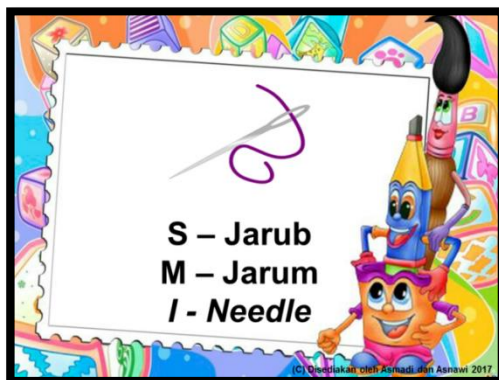 S – Jarub
M – Jarum
I - Needle
(C) Disediakan oleh Asmadi dan Asnawi 2017
B